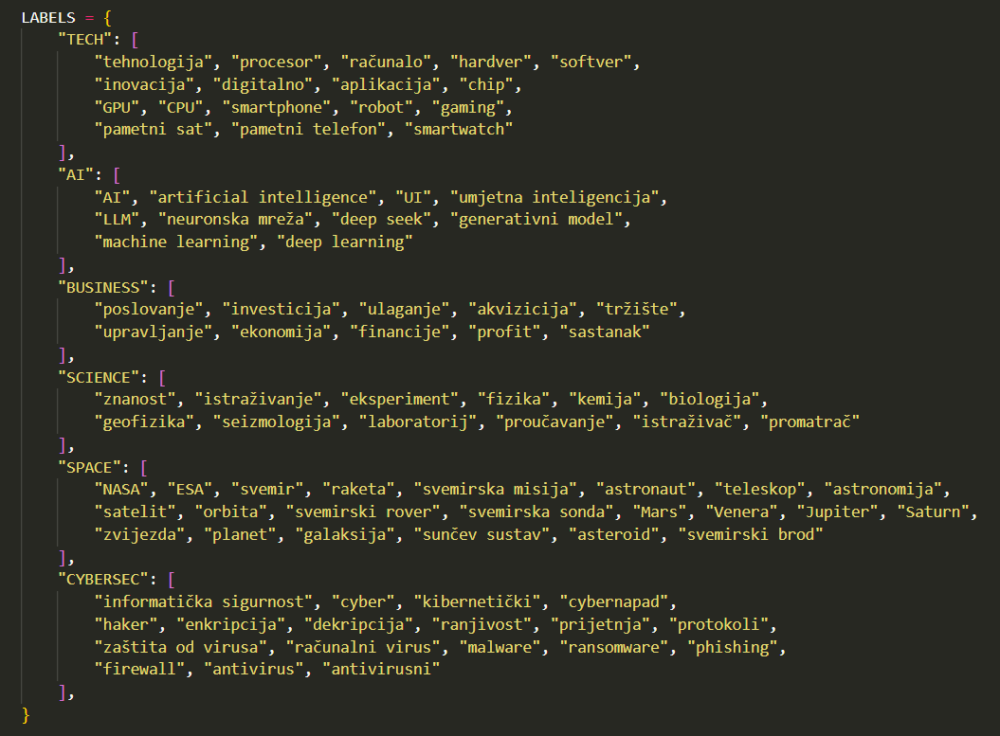 LABELS = {
"TECH": [
"tehnologija", "procesor", "računalo", "hardver", "softver",
"inovacija", "digitalno", "aplikacija", "chip",
"GPU", "CPU", "smartphone", "robot", "gaming",
"pametni sat", "pametni telefon", "smartwatch"
],
"AI": [
"AI", "artificial intelligence", "UI", "umjetna inteligencija",
"LLM", "neuronska mreža", "deep seek", "generativni model",
"machine learning", "deep learning"
],
"BUSINESS": [
"poslovanje", "investicija", "ulaganje", "akvizicija", "tržište",
"upravljanje", "ekonomija", "financije", "profit", "sastanak"
],
"SCIENCE": [
"znanost", "istraživanje", "eksperiment", "fizika", "kemija", "biologija",
"geofizika", "seizmologija", "laboratorij", "proučavanje", "istraživač", "promatrač"
],
"SPACE": [
"NASA", "ESA", "svemir", "raketa", "svemirska misija", "astronaut", "teleskop", "astronomija",
"satelit", "orbita", "svemirski rover", "svemirska sonda", "Mars", "Venera", "Jupiter", "Saturn",
"zvijezda", "planet", "galaksija", "sunčev sustav", "asteroid", "svemirski brod"
],
"CYBERSEC": [
"informatička sigurnost", "cyber", "kibernetički", "cybernapad",
"haker", "enkripcija", "dekripcija", "ranjivost", "prijetnja", "protokoli",
"zaštita od virusa", "računalni virus", "malware", "ransomware", "phishing",
"firewall", "antivirus", "antivirusni"
],
}